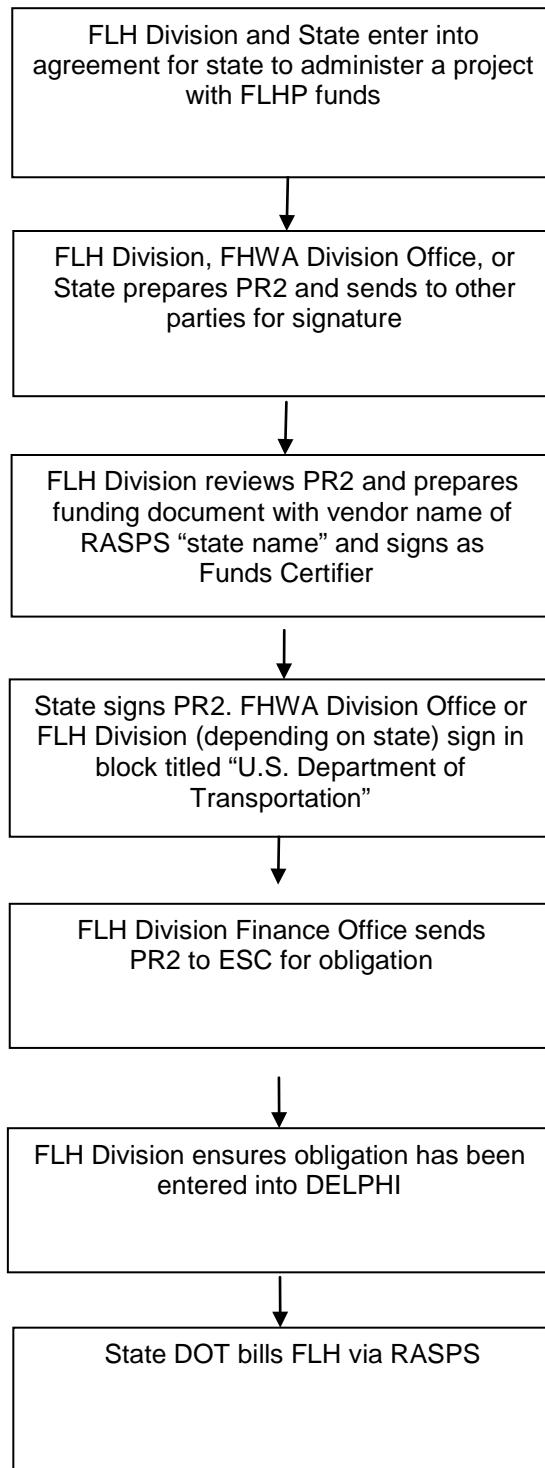 FLH Division and State enter into
agreement for state to administer a project
with FLHP funds
FLH Division, FHWA Division Office, or
State prepares PR2 and sends to other
parties for signature
FLH Division reviews PR2 and prepares
funding document with vendor name of
RASPS “state name” and signs as
Funds Certifier
State signs PR2. FHWA Division Office or
FLH Division (depending on state) sign in
block titled “U.S. Department of
Transportation”
FLH Division Finance Office sends
PR2 to ESC for obligation
FLH Division ensures obligation has been
entered into DELPHI
State DOT bills FLH via RASPS